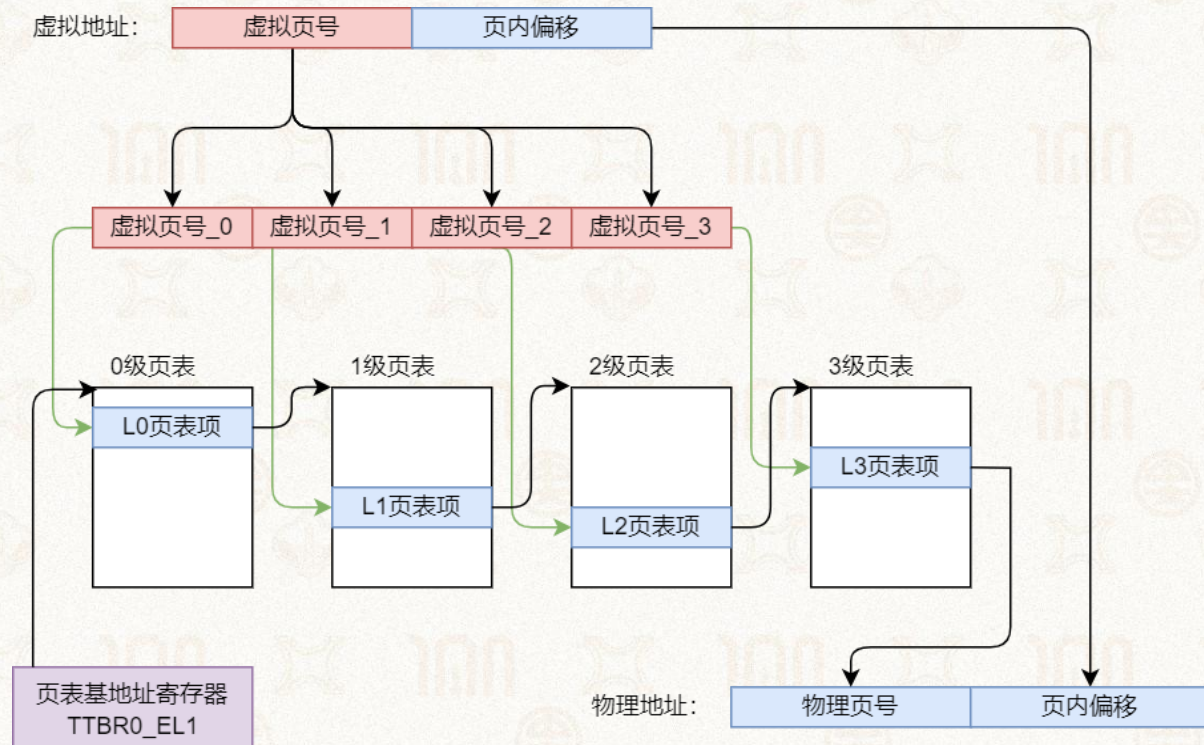 虚拟地址：
虚拟页号
页内偏移
虚拟页号_0
虚拟页号_1
虚拟页号_2
虚拟页号_3
0级页表
1级页表
2级页表
3级页表
L0页表项
L1页表项
L2页表项
L3页表项
页表基地址寄存器
TTBR0_EL1
物理地址：
物理页号
页内偏移